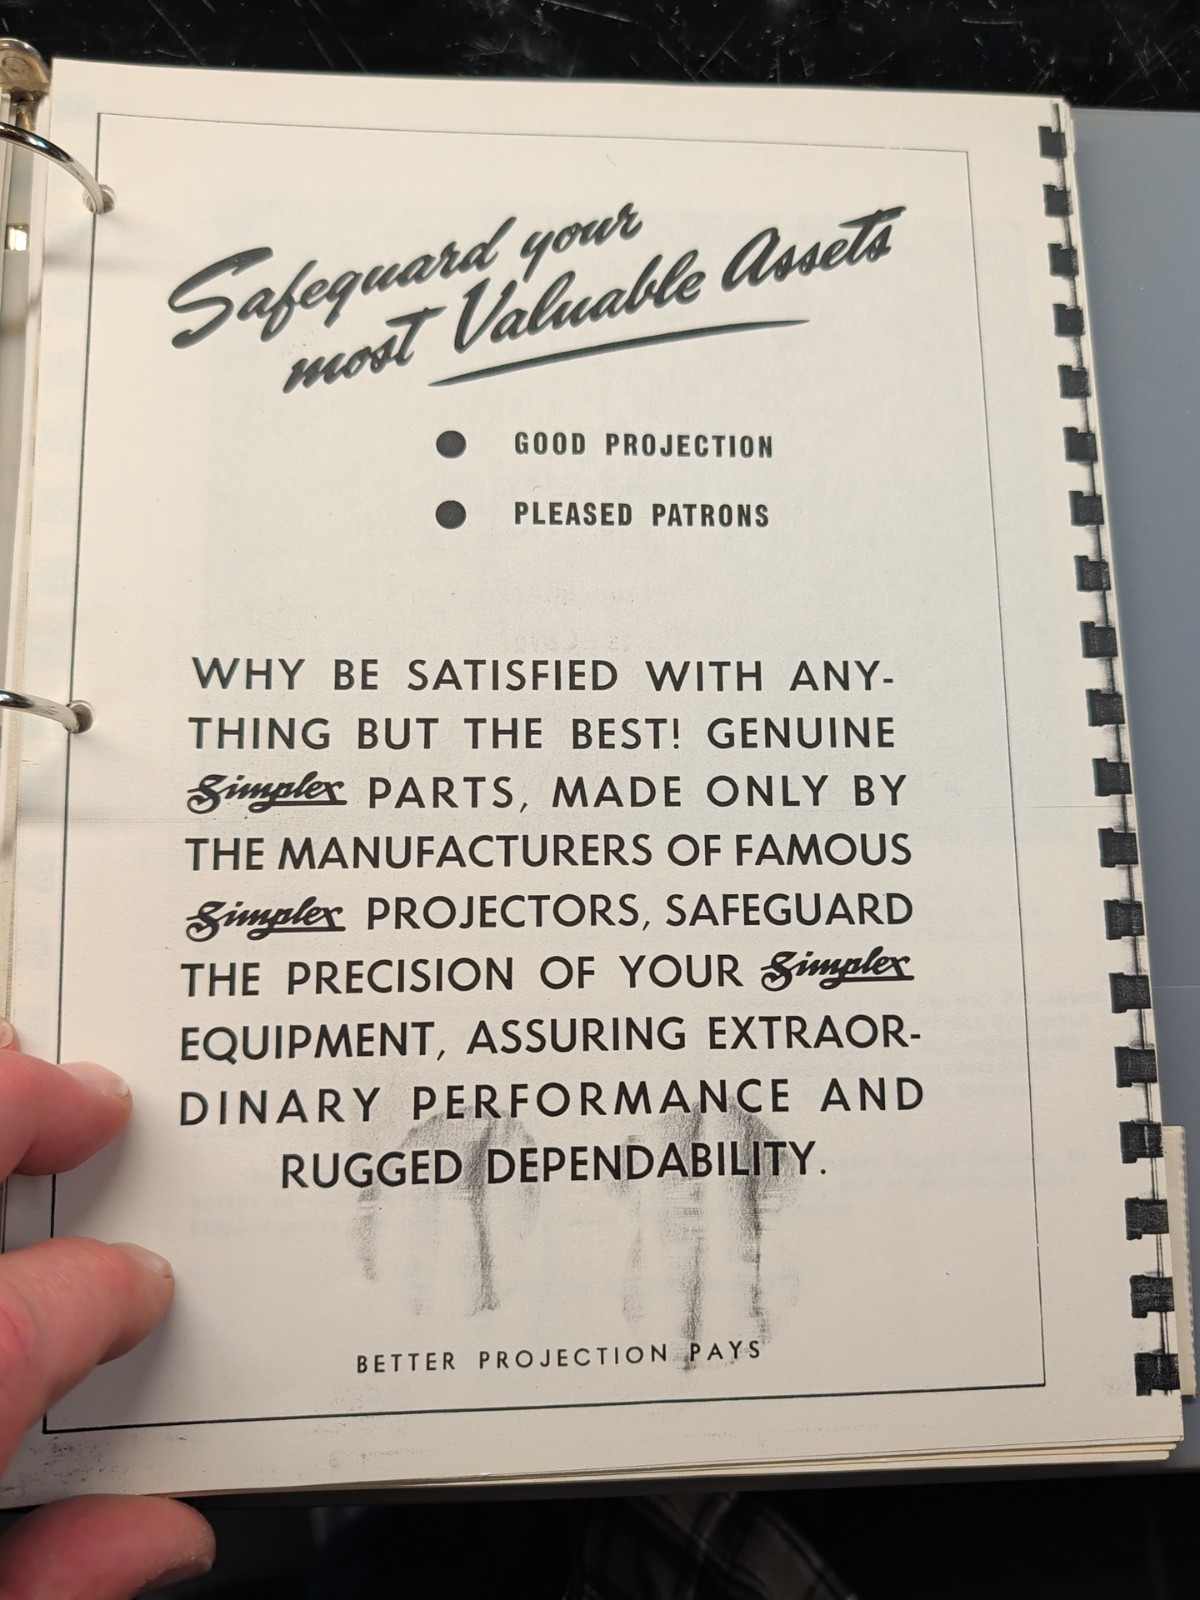 Safeguard your
most Valuable Assets
● GOOD PROJECTION
● PLEASED PATRONS
WHY BE SATISFIED WITH ANY-
THING BUT THE BEST! GENUINE
Simplex PARTS, MADE ONLY BY
THE MANUFACTURERS OF FAMOUS
Simplex PROJECTORS, SAFEGUARD
THE PRECISION OF YOUR Simplex
EQUIPMENT, ASSURING EXTRAOR-
DINARY PERFORMANCE AND
RUGGED DEPENDABILITY.
BETTER PROJECTION PAYS